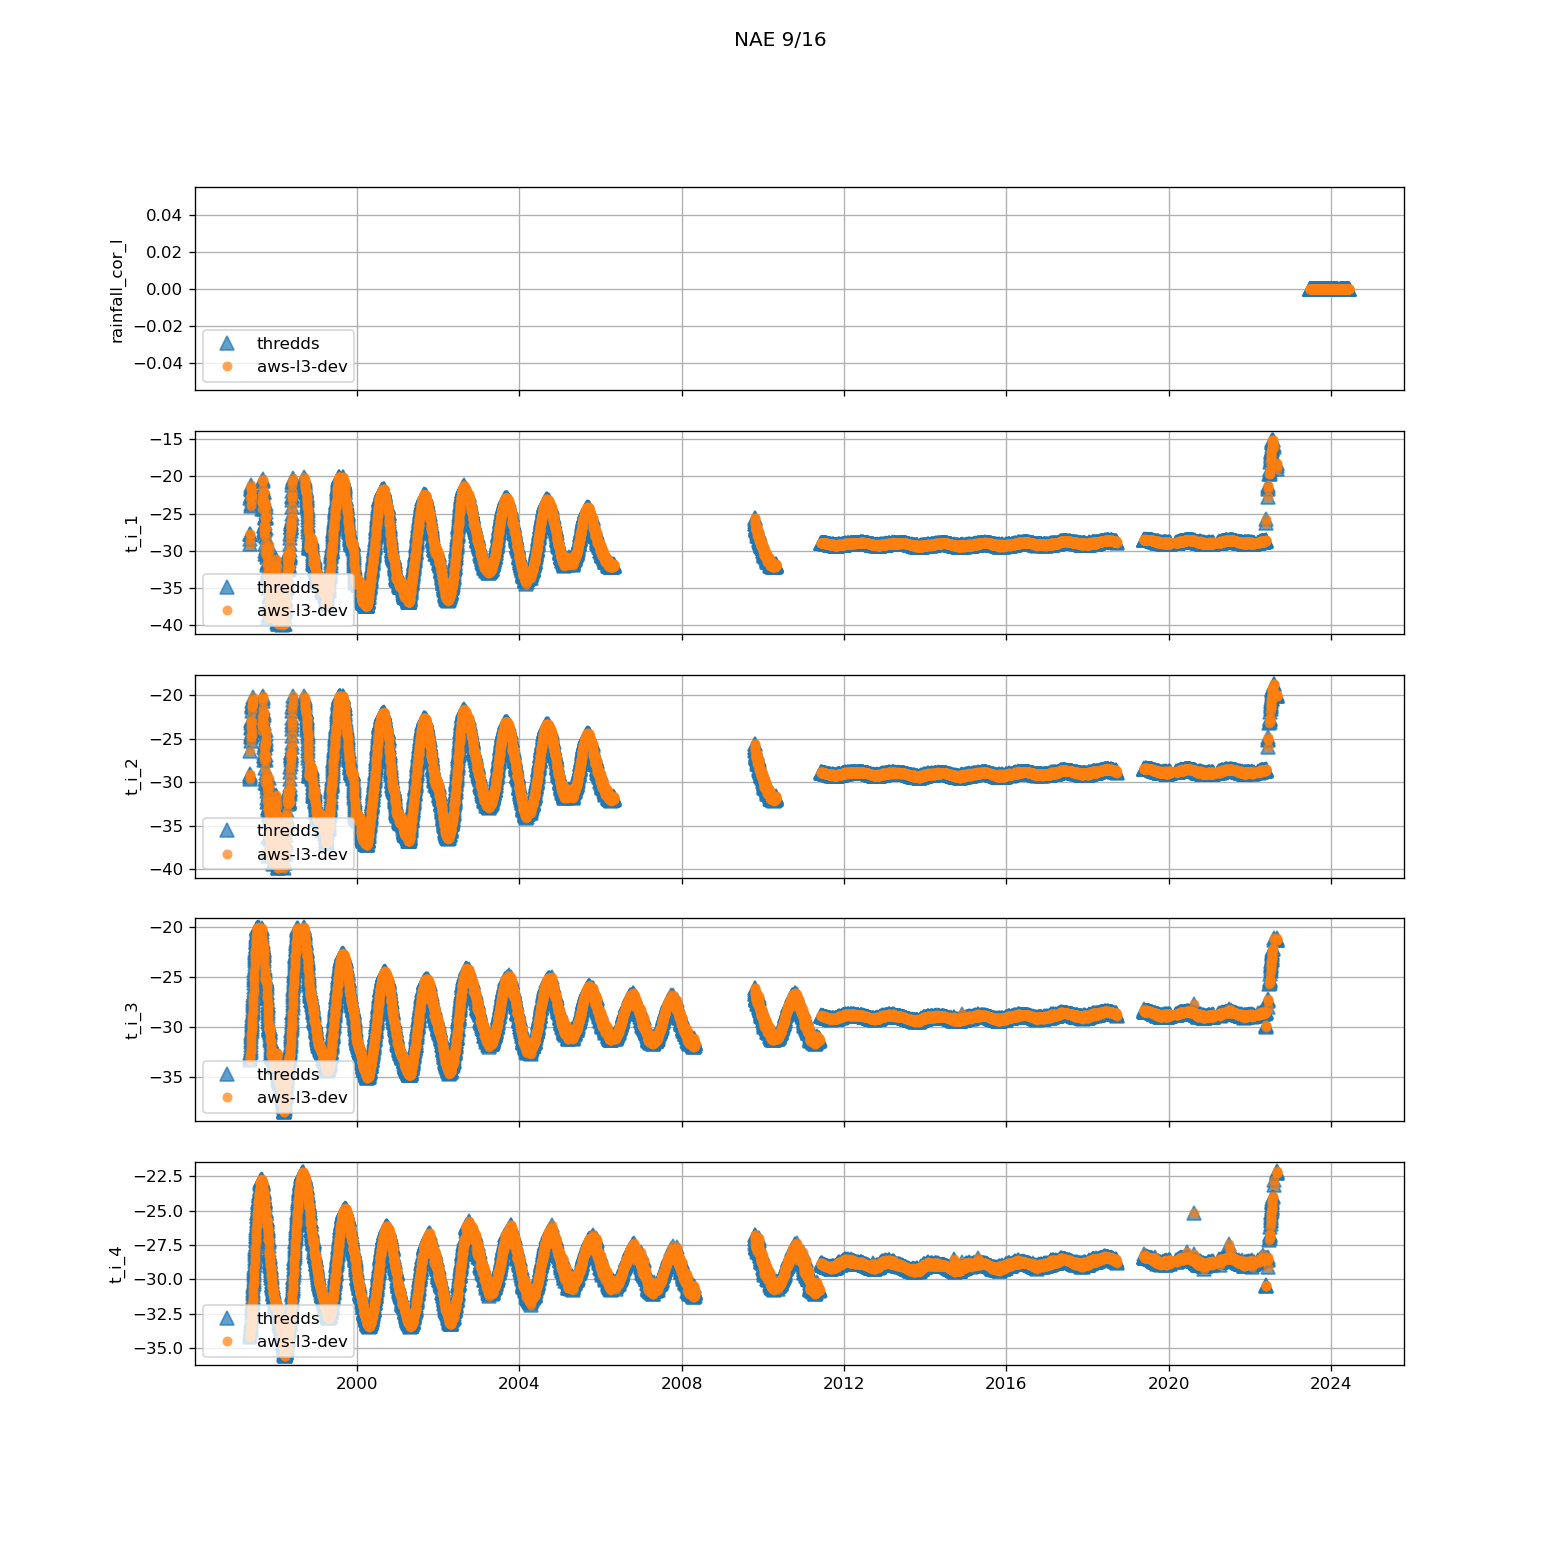 NAE 9/16
rainfall_cor_l
0.04
0.02
0.00
−0.02
−0.04
thredds
aws-l3-dev
t_i_1
−15
−20
−25
−30
−35
−40
thredds
aws-l3-dev
t_i_2
−20
−25
−30
−35
−40
thredds
aws-l3-dev
t_i_3
−20
−25
−30
−35
thredds
aws-l3-dev
t_i_4
−22.5
−25.0
−27.5
−30.0
−32.5
−35.0
thredds
aws-l3-dev
2000 2004 2008 2012 2016 2020 2024